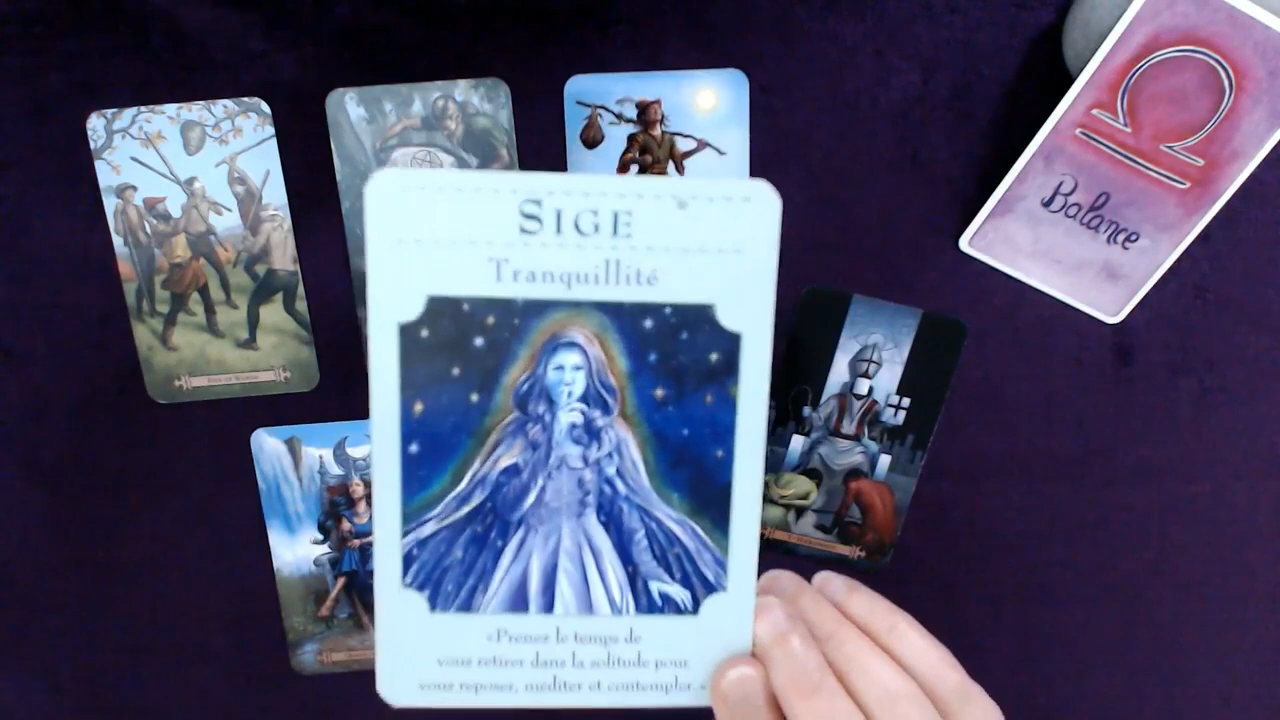 SIGE
Tranquillité
«Prenez le temps de
vous retirer dans la solitude pour
vous reposer, méditer et contempler.»
Balance